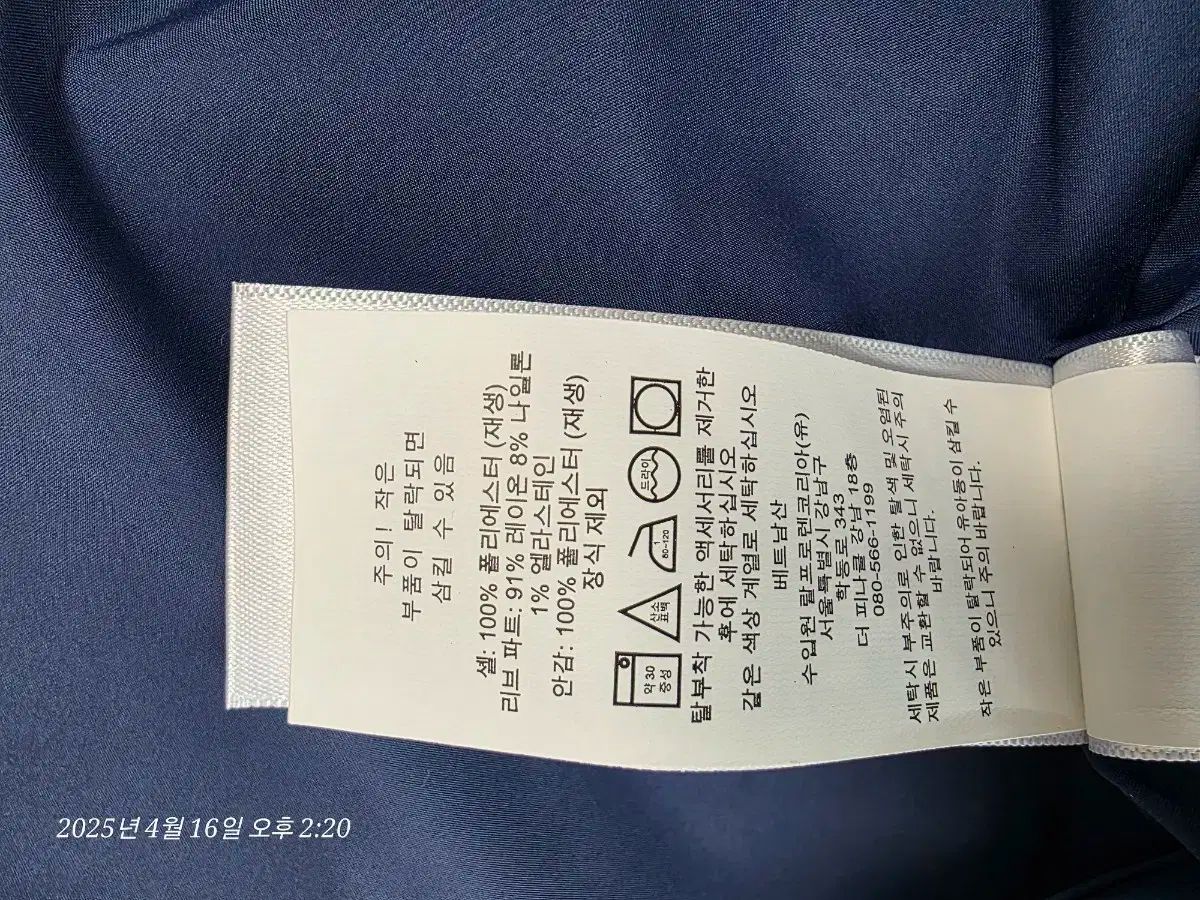 주의! 작은
부품이 탈락되면
삼킬 수 있음
셸: 100% 폴리에스터 (재생)
리브 파트: 91% 레이온 8% 나일론
1% 엘라스테인
안감: 100% 폴리에스터 (재생)
장식 제외
약 30
중성
산소
표백
1
80~120
드라이
탈부착 가능한 액세서리를 제거한
후에 세탁하십시오
같은 색상 계열로 세탁하십시오
베트남산
수입원 랄프로렌코리아(유)
서울특별시 강남구
학동로 343
더 피나클 강남 18층
080-566-1199
세탁시 부주의로 인한 탈색 및 오염된
제품은 교환할 수 없으니 세탁시 주의
바랍니다.
작은 부품이 탈락되어 유아동이 삼킬 수
있으니 주의 바랍니다.
2025년 4월 16일 오후 2:20